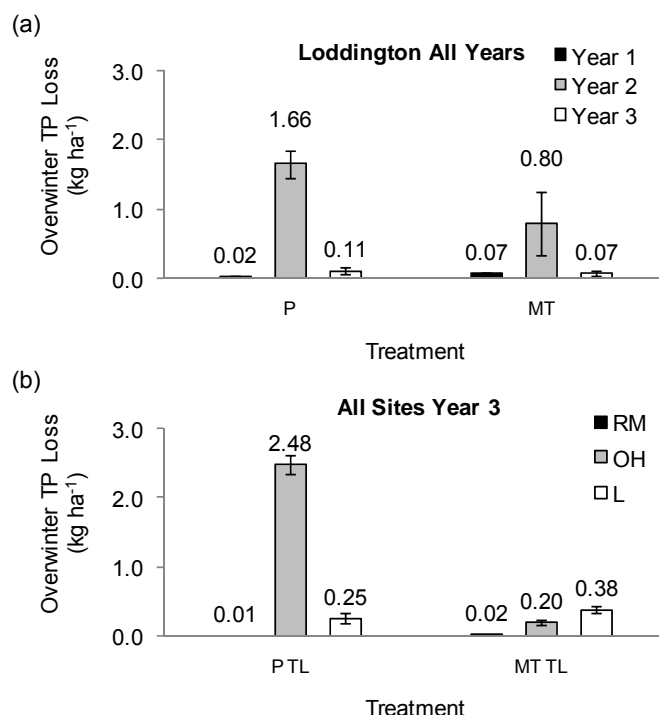 (a)
Loddington All Years
Overwinter TP Loss
(kg ha⁻¹)
3.0
2.0
1.0
0.0
Year 1
Year 2
Year 3
0.02
1.66
0.11
0.07
0.80
0.07
P
MT
Treatment
(b)
All Sites Year 3
Overwinter TP Loss
(kg ha⁻¹)
3.0
2.0
1.0
0.0
RM
OH
L
0.01
2.48
0.25
0.02
0.20
0.38
P TL
MT TL
Treatment